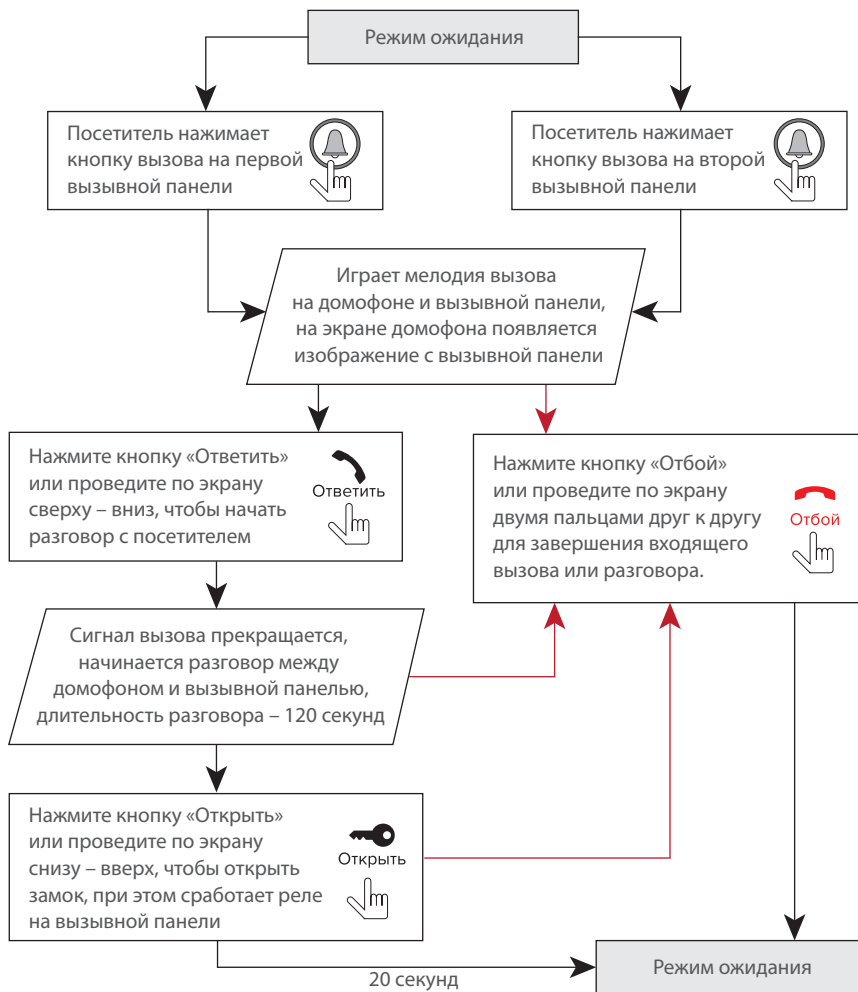 Режим ожидания
Посетитель нажимает
кнопку вызова на первой
вызывной панели
Посетитель нажимает
кнопку вызова на второй
вызывной панели
Играет мелодия вызова
на домофоне и вызывной панели,
на экране домофона появляется
изображение с вызывной панели
Нажмите кнопку «Ответить»
или проведите по экрану
сверху – вниз, чтобы начать
разговор с посетителем
Ответить
Нажмите кнопку «Отбой»
или проведите по экрану
двумя пальцами друг к другу
для завершения входящего
вызова или разговора.
Отбой
Сигнал вызова прекращается,
начинается разговор между
домофоном и вызывной панелью,
длительность разговора – 120 секунд
Нажмите кнопку «Открыть»
или проведите по экрану
снизу – вверх, чтобы открыть
замок, при этом сработает реле
на вызывной панели
Открыть
20 секунд
Режим ожидания